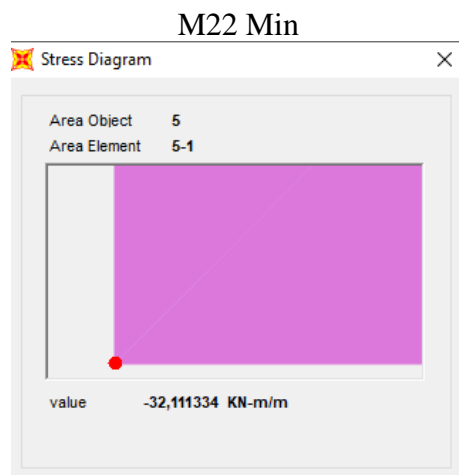 M22 Min
Stress Diagram
Area Object 5
Area Element 5-1
value -32,111334 KN-m/m